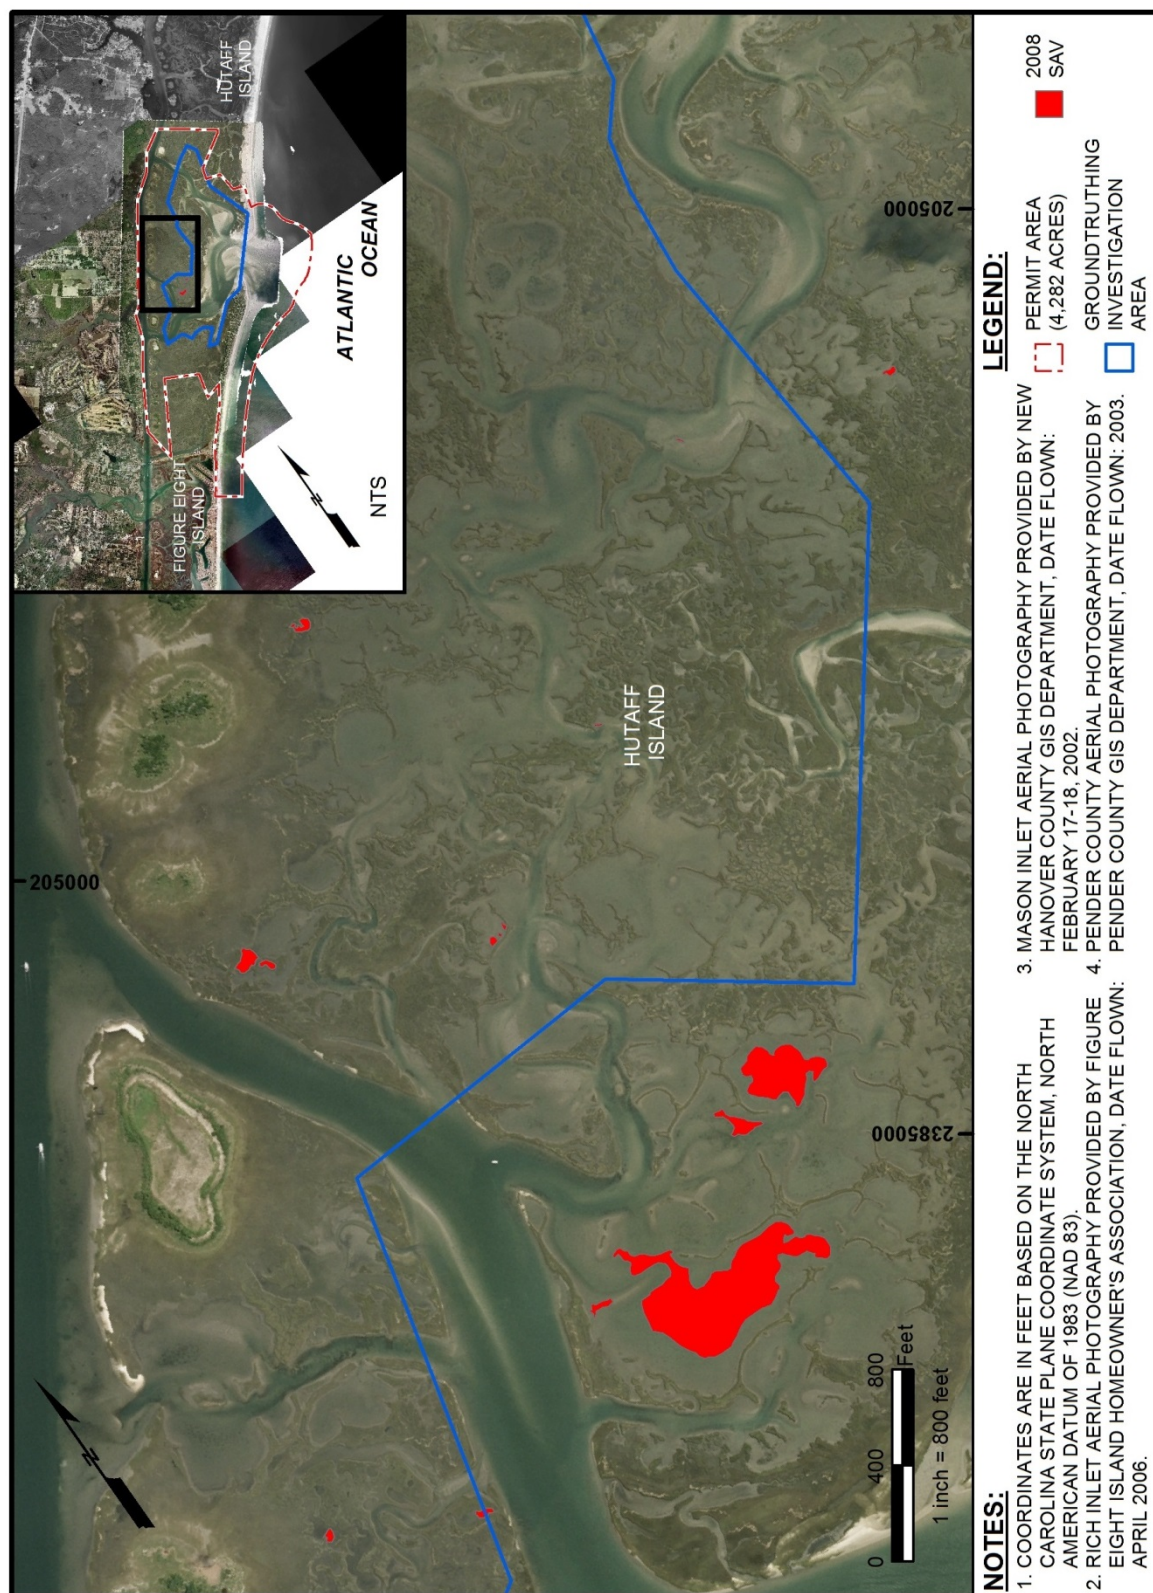 HUTAFF
ISLAND
FIGURE EIGHT
ISLAND
ATLANTIC
OCEAN
N
NTS
205000
HUTAFF
ISLAND
205000
2385000
N
0
400
800
Feet
1 inch = 800 feet
NOTES:
1. COORDINATES ARE IN FEET BASED ON THE NORTH
CAROLINA STATE PLANE COORDINATE SYSTEM, NORTH
AMERICAN DATUM OF 1983 (NAD 83).
2. RICH INLET AERIAL PHOTOGRAPHY PROVIDED BY FIGURE
EIGHT ISLAND HOMEOWNER'S ASSOCIATION, DATE FLOWN:
APRIL 2006.
3. MASON INLET AERIAL PHOTOGRAPHY PROVIDED BY NEW
HANOVER COUNTY GIS DEPARTMENT, DATE FLOWN:
FEBRUARY 17-18, 2002.
4. PENDER COUNTY AERIAL PHOTOGRAPHY PROVIDED BY
PENDER COUNTY GIS DEPARTMENT, DATE FLOWN: 2003.
LEGEND:
PERMIT AREA
(4,282 ACRES)
GROUNDTRUTHING
INVESTIGATION
AREA
2008
SAV